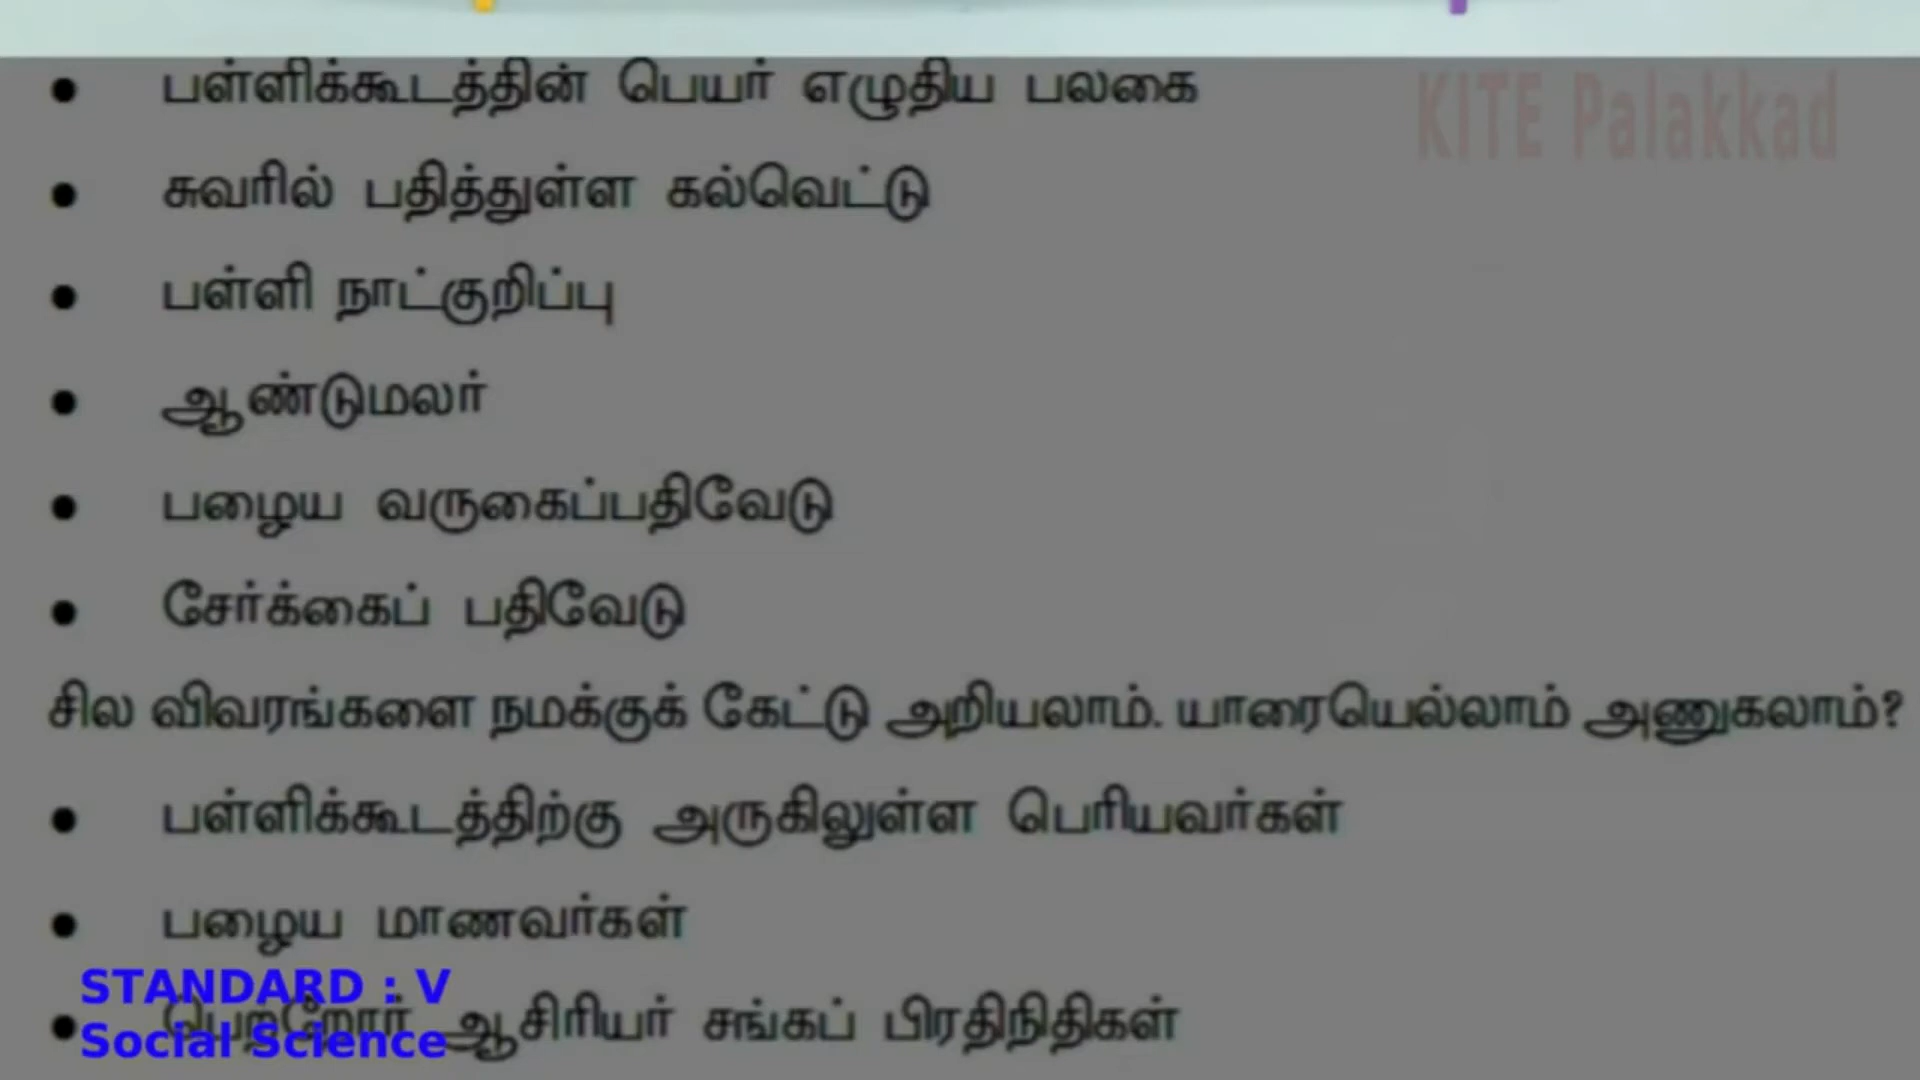 • பள்ளிக்கூடத்தின் பெயர் எழுதிய பலகை
KITE Palakkad
• சுவரில் பதித்துள்ள கல்வெட்டு
• பள்ளி நாட்குறிப்பு
• ஆண்டுமலர்
• பழைய வருகைப்பதிவேடு
• சேர்க்கைப் பதிவேடு
சில விவரங்களை நமக்குக் கேட்டு அறியலாம். யாரையெல்லாம் அணுகலாம்?
• பள்ளிக்கூடத்திற்கு அருகிலுள்ள பெரியவர்கள்
• பழைய மாணவர்கள்
STANDARD : V
• பெற்றோர் ஆசிரியர் சங்கப் பிரதிநிதிகள்
Social Science